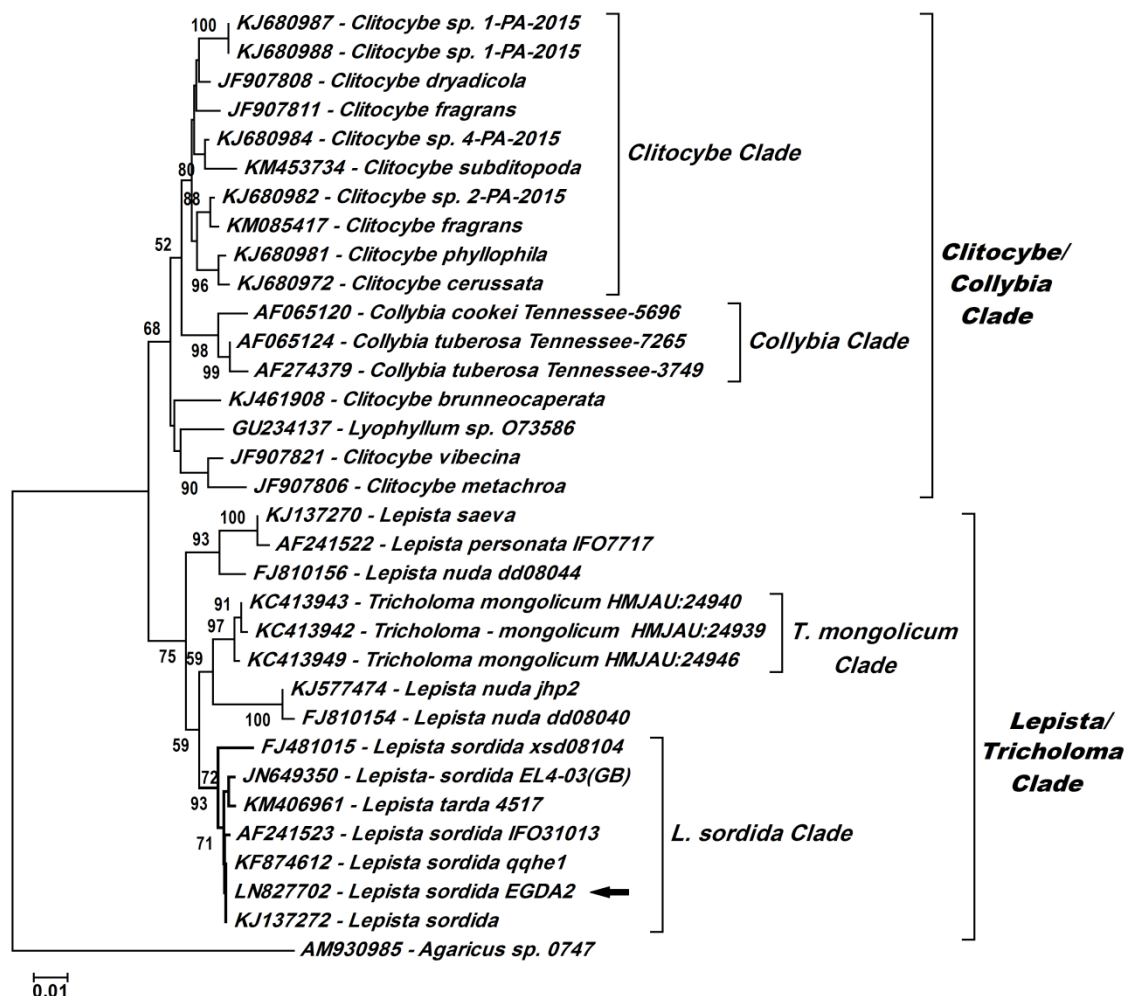 100
KJ680987 - Clitocybe sp. 1-PA-2015
KJ680988 - Clitocybe sp. 1-PA-2015
JF907808 - Clitocybe dryadicola
JF907811 - Clitocybe fragrans
KJ680984 - Clitocybe sp. 4-PA-2015
KM453734 - Clitocybe subditopoda
80
88
KJ680982 - Clitocybe sp. 2-PA-2015
KM085417 - Clitocybe fragrans
KJ680981 - Clitocybe phyllophila
96
KJ680972 - Clitocybe cerussata
Clitocybe Clade
52
AF065120 - Collybia cookei Tennessee-5696
98
AF065124 - Collybia tuberosa Tennessee-7265
99
AF274379 - Collybia tuberosa Tennessee-3749
Collybia Clade
68
KJ461908 - Clitocybe brunneocaperata
GU234137 - Lyophyllum sp. O73586
JF907821 - Clitocybe vibecina
90
JF907806 - Clitocybe metachroa
Clitocybe/
Collybia
Clade
100
KJ137270 - Lepista saeva
93
AF241522 - Lepista personata IFO7717
FJ810156 - Lepista nuda dd08044
91
KC413943 - Tricholoma mongolicum HMJAU:24940
97
KC413942 - Tricholoma - mongolicum HMJAU:24939
KC413949 - Tricholoma mongolicum HMJAU:24946
T. mongolicum
Clade
75
59
KJ577474 - Lepista nuda jhp2
100
FJ810154 - Lepista nuda dd08040
59
FJ481015 - Lepista sordida xsd08104
72
JN649350 - Lepista- sordida EL4-03(GB)
93
KM406961 - Lepista tarda 4517
71
AF241523 - Lepista sordida IFO31013
KF874612 - Lepista sordida qqhe1
LN827702 - Lepista sordida EGDA2
KJ137272 - Lepista sordida
L. sordida Clade
Lepista/
Tricholoma
Clade
AM930985 - Agaricus sp. 0747
0.01